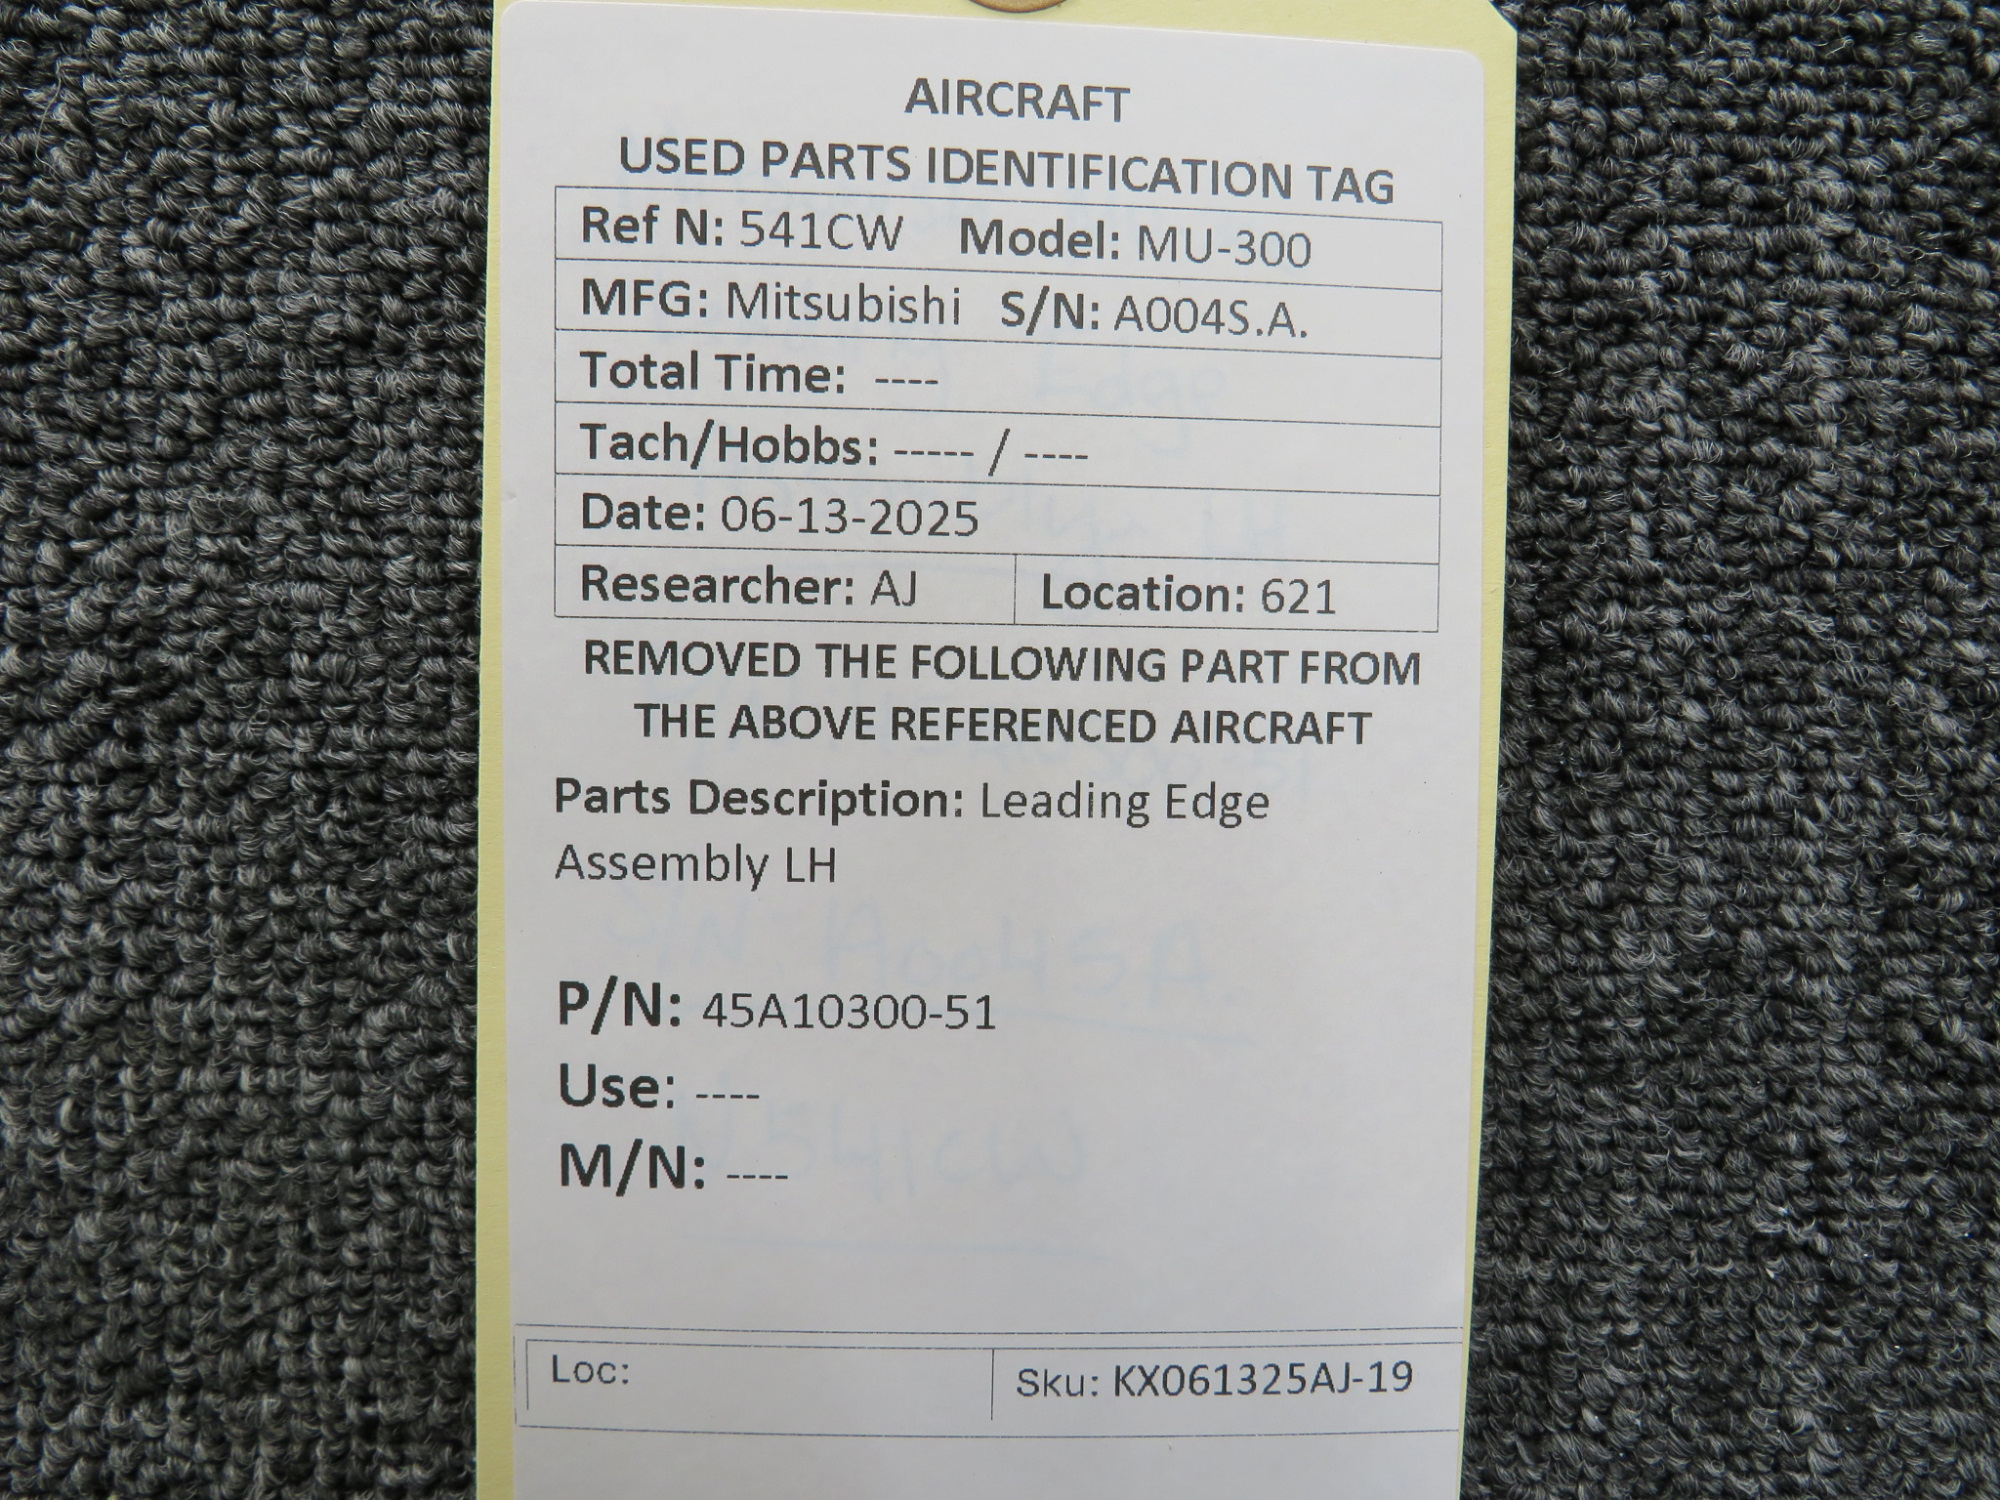 AIRCRAFT
USED PARTS IDENTIFICATION TAG
Ref N: 541CW Model: MU-300
MFG: Mitsubishi S/N: A004S.A.
Total Time: ----
Tach/Hobbs: ----- / ----
Date: 06-13-2025
Researcher: AJ Location: 621
REMOVED THE FOLLOWING PART FROM
THE ABOVE REFERENCED AIRCRAFT
Parts Description: Leading Edge
Assembly LH
P/N: 45A10300-51
Use: ----
M/N: ----
Loc: Sku: KX061325AJ-19